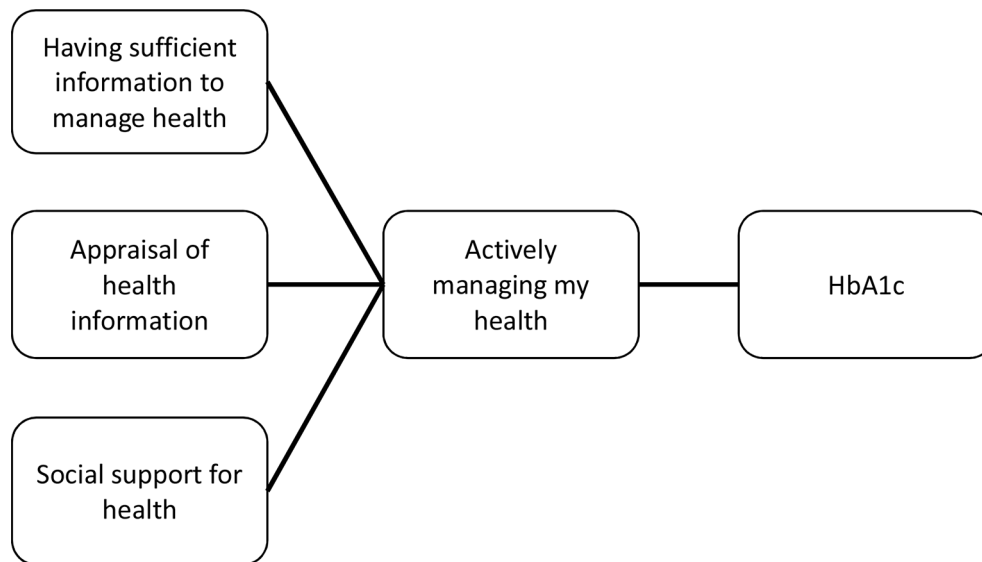 Having sufficient
information to
manage health
Appraisal of
health
information
Social support for
health
Actively
managing my
health
HbA1c